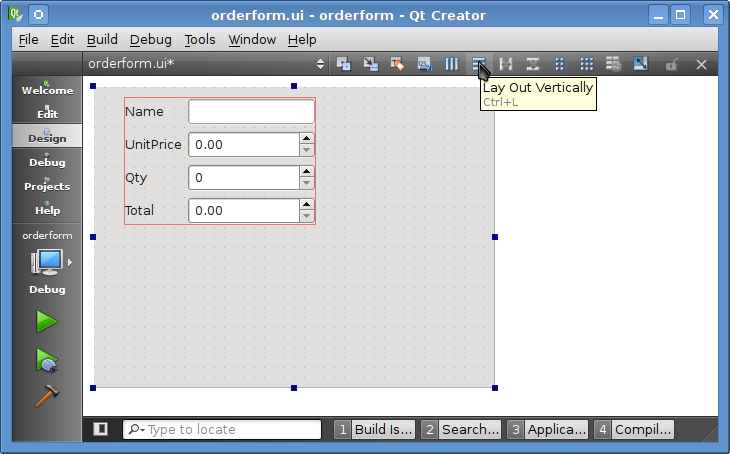 orderform.ui - orderform - Qt Creator
File Edit Build Debug Tools Window Help
orderform.ui*
Lay Out Vertically
Ctrl+L
Welcome
Edit
Design
Debug
Projects
Help
orderform
Debug
Name
UnitPrice 0.00
Qty 0
Total 0.00
Type to locate
1 Build Is...
2 Search...
3 Applica...
4 Compil...